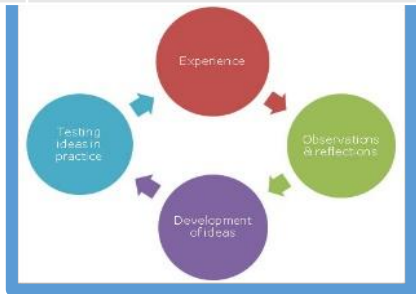 Experience
Observations
& reflections
Development
of ideas
Testing
ideas in
practice